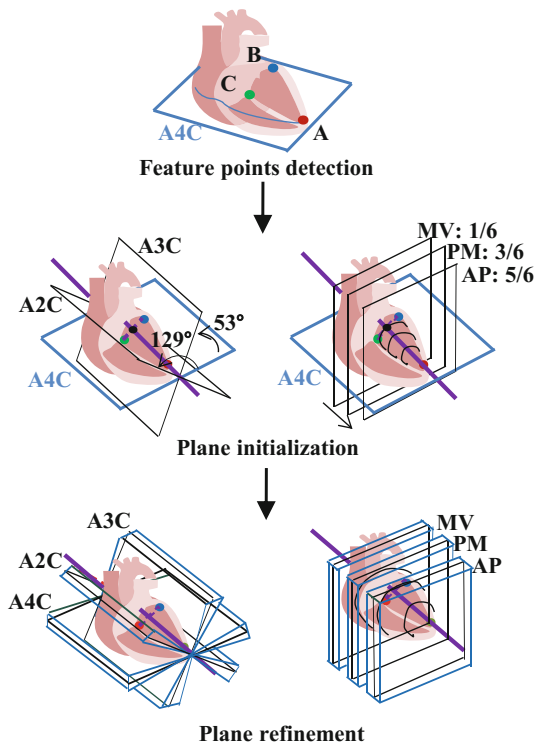 B
C
A
A4C
Feature points detection
A3C
A2C
129°
53°
MV: 1/6
PM: 3/6
AP: 5/6
A4C
Plane initialization
A3C
A2C
A4C
MV
PM
AP
Plane refinement